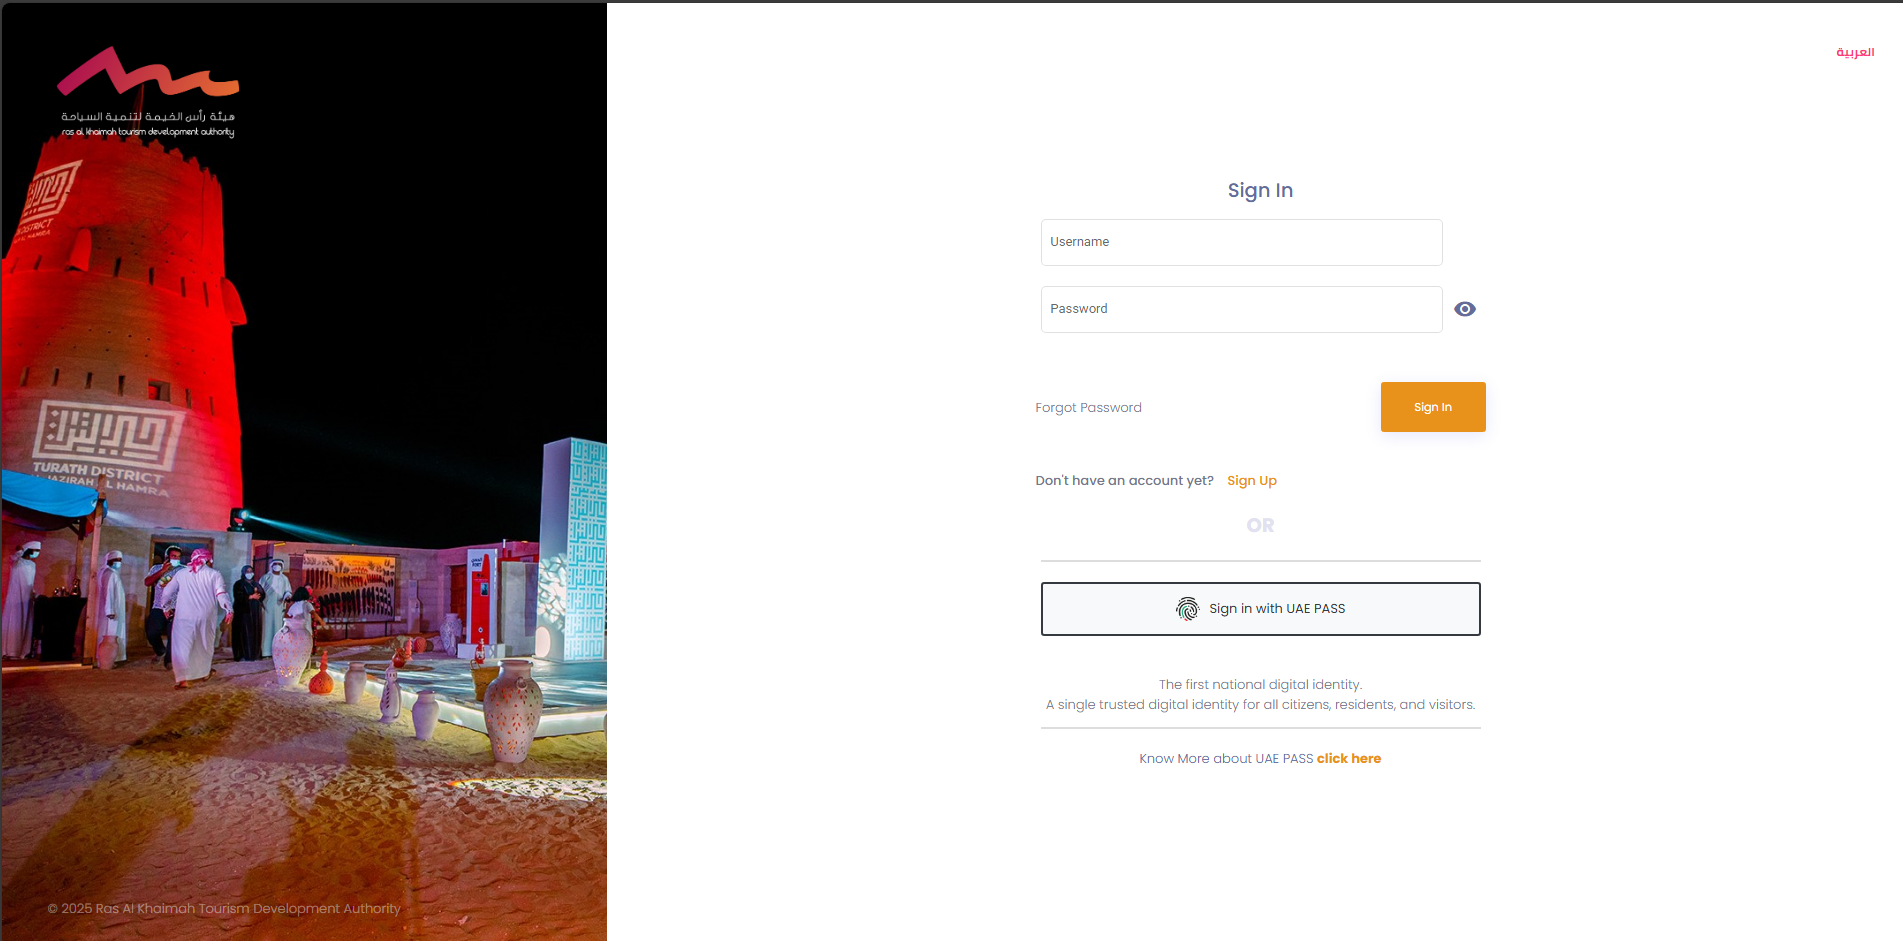 هيئة رأس الخيمة لتنمية السياحة
ras al khaimah tourism development authority
DISTRICT
TURATH DISTRICT
JAZIRAH AL HAMRA
© 2025 Ras Al Khaimah Tourism Development Authority
العربية
Sign In
Username
Password
Forgot Password
Sign In
Don't have an account yet? Sign Up
OR
Sign in with UAE PASS
The first national digital identity.
A single trusted digital identity for all citizens, residents, and visitors.
Know More about UAE PASS click here